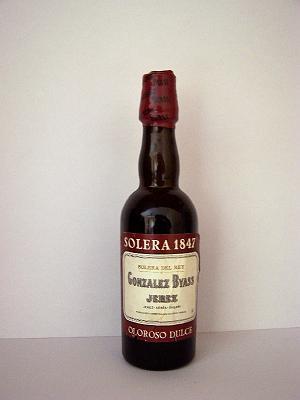 SOLERA 1847
SOLERA DEL REY
GONZALEZ BYASS
JEREZ
OLOROSO DULCE